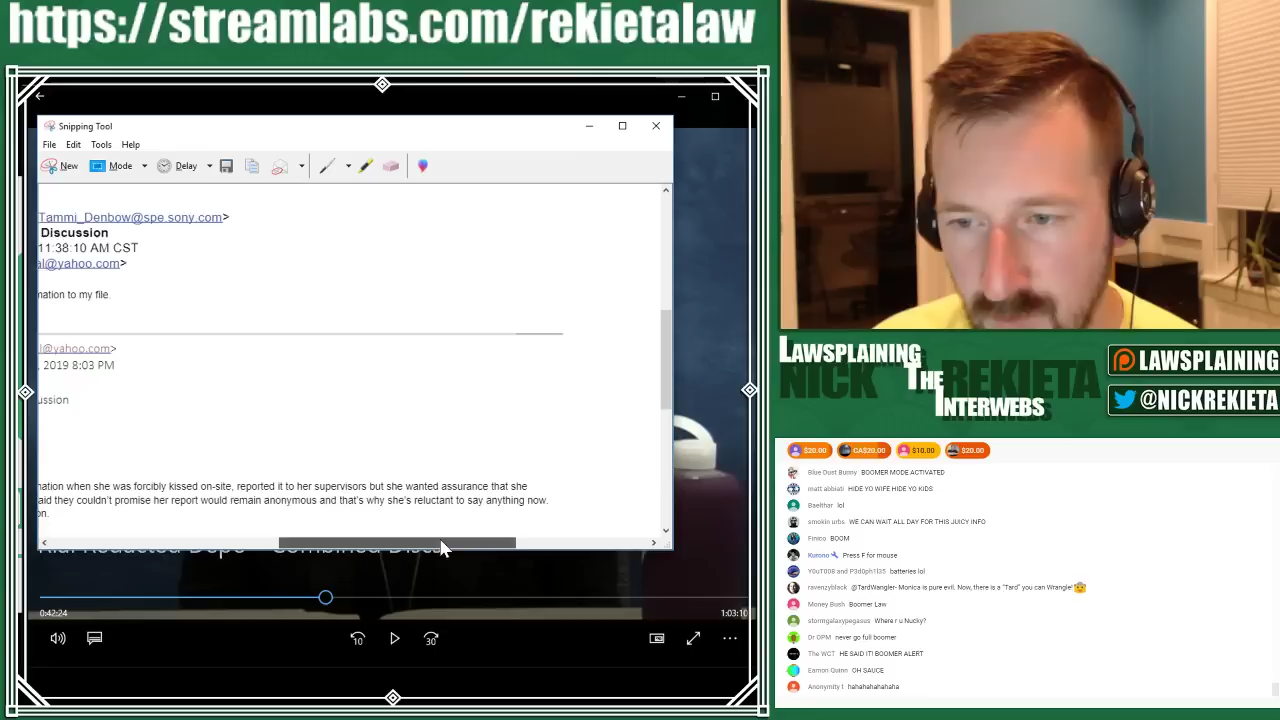 https://streamlabs.com/rekietalaw
Snipping Tool
File Edit Tools Help
New Mode Delay
Tammi_Denbow@spe.sony.com>
Discussion
11:38:10 AM CST
al@yahoo.com>
mation to my file.
l@yahoo.com>
, 2019 8:03 PM
ussion
mation when she was forcibly kissed on-site, reported it to her supervisors but she wanted assurance that she
aid they couldn't promise her report would remain anonymous and that's why she's reluctant to say anything now.
on.
0:42:24
1:03:10
10
30
LAWSPLAINING
THE
INTERWEBS
NICK REKIETA
LAWSPLAINING
@NICKREKIETA
$20.00 CA$20.00 $10.00 $20.00
Blue Dust Bunny BOOMER MODE ACTIVATED
matt abbiati HIDE YO WIFE HIDE YO KIDS
Baelthar lol
smokin urbs WE CAN WAIT ALL DAY FOR THIS JUICY INFO
Finico BOOM
Kurono Press F for mouse
Y0uT008 and P3d0ph1l3S batteries lol
ravenzyblack @TardWangler- Monica is pure evil. Now, there is a "Tard" you can Wrangle!
Money Bush Boomer Law
stormgalaxypegasus Where r u Nucky?
Dr OPM never go full boomer
The WCT HE SAID IT! BOOMER ALERT
Eamon Quinn OH SAUCE
Anonymity t hahahahahaha